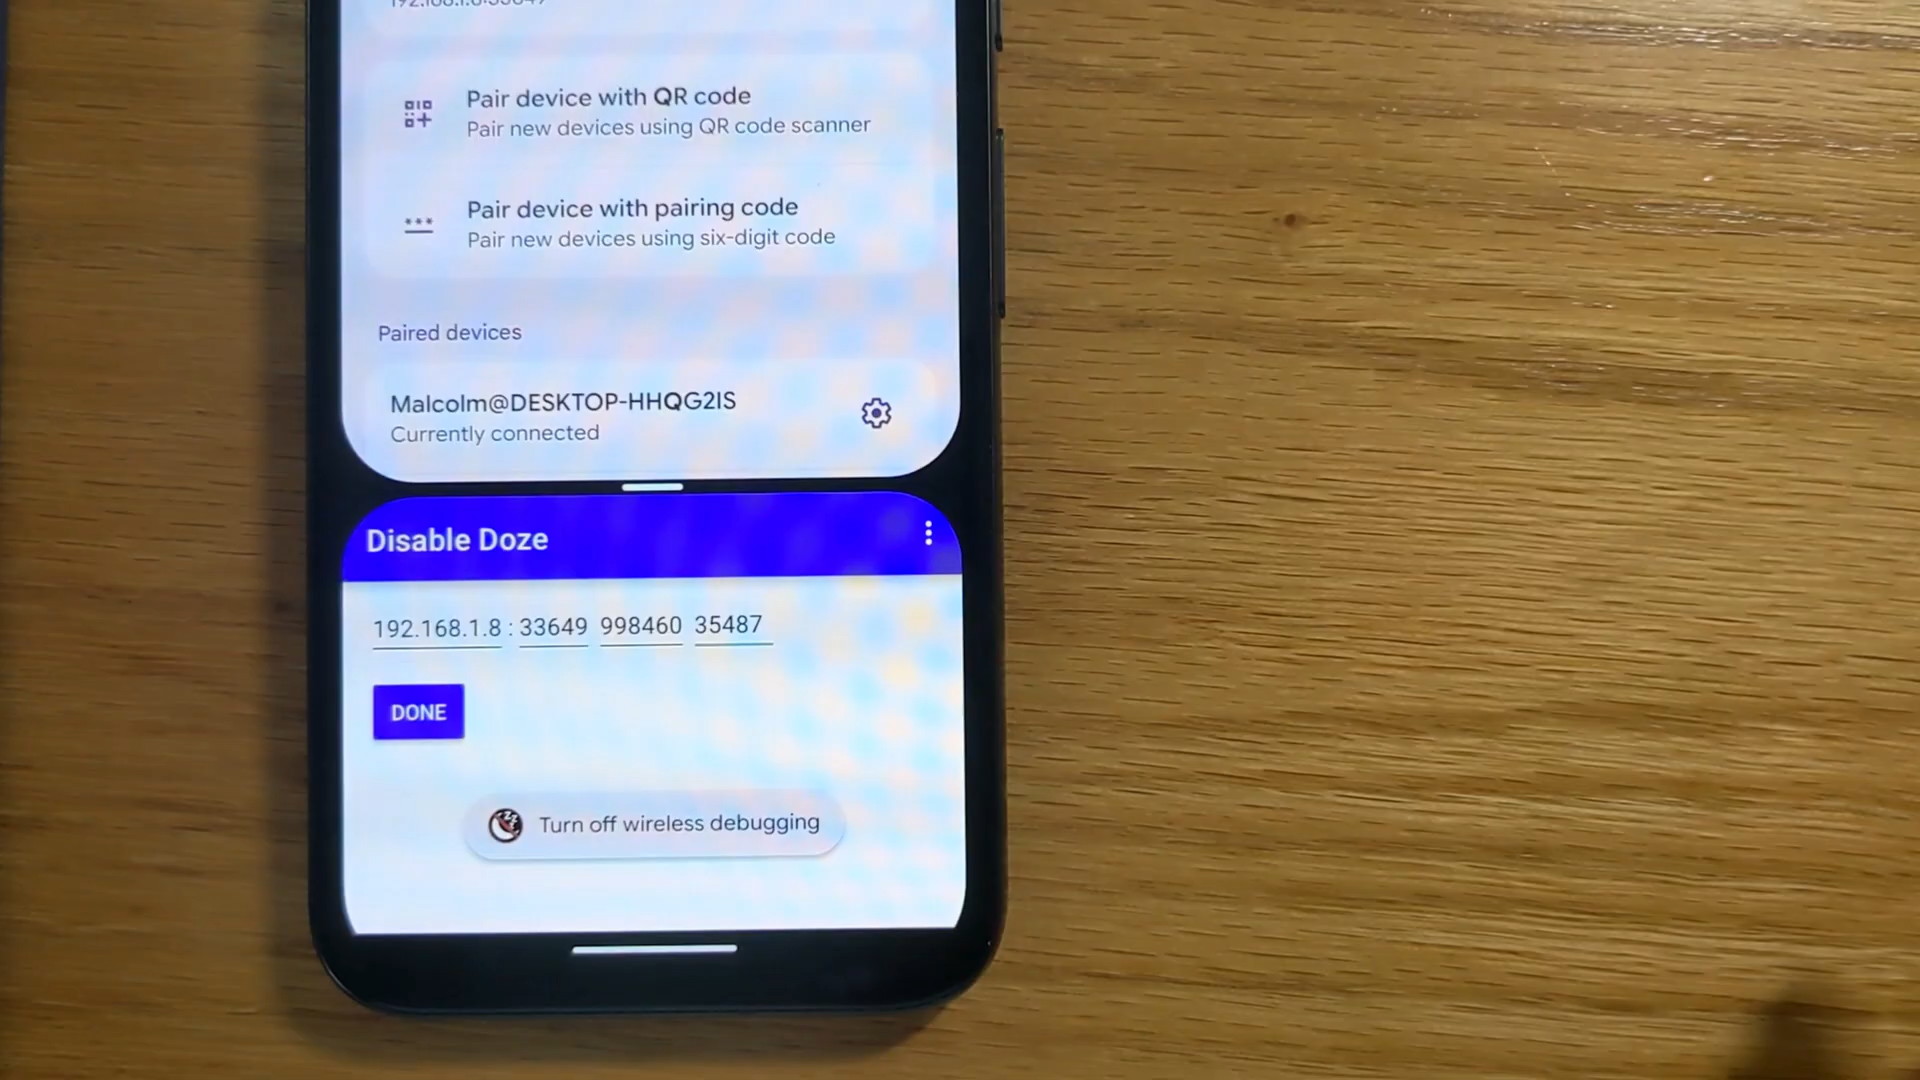 Pair device with QR code
Pair new devices using QR code scanner
Pair device with pairing code
Pair new devices using six-digit code
Paired devices
Malcolm@DESKTOP-HHQG2IS
Currently connected
Disable Doze
192.168.1.8 : 33649 998460 35487
DONE
Turn off wireless debugging